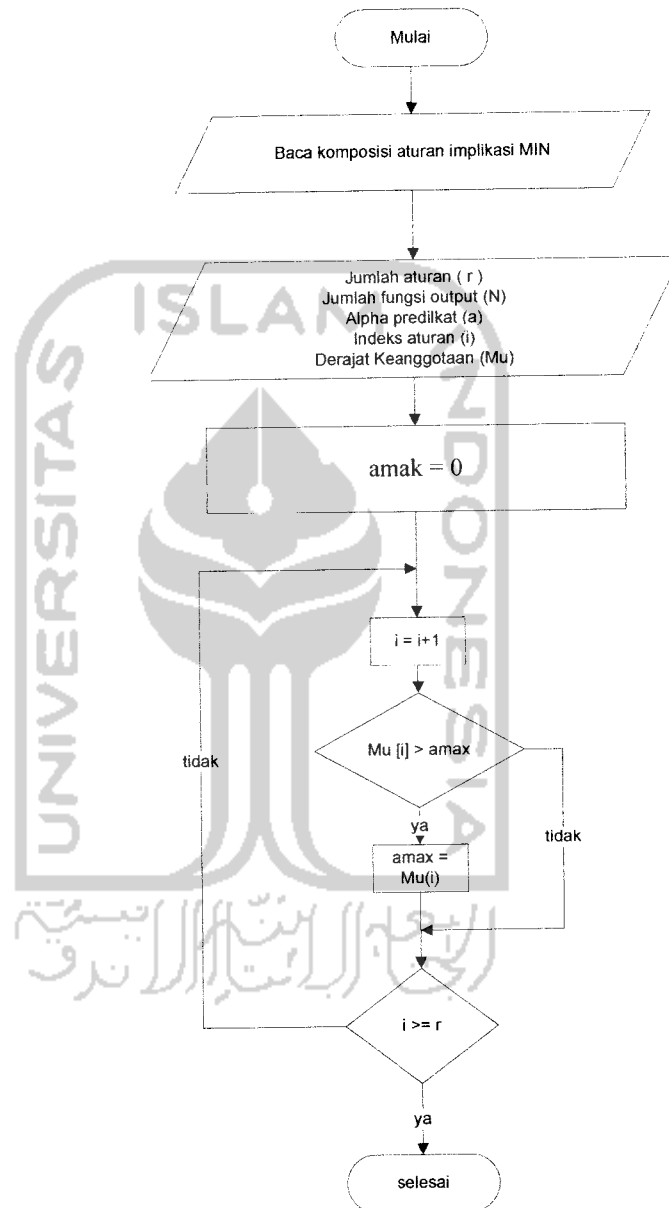 Mulai
Baca komposisi aturan implikasi MIN
Jumlah aturan ( r )
Jumlah fungsi output (N)
Alpha predilkat (a)
Indeks aturan (i)
Derajat Keanggotaan (Mu)
amak = 0
i = i+1
Mu [i] > amax
tidak
ya
tidak
amax =
Mu(i)
i >= r
ya
selesai
UNIVERSITAS
ISLAM
INDONESIA